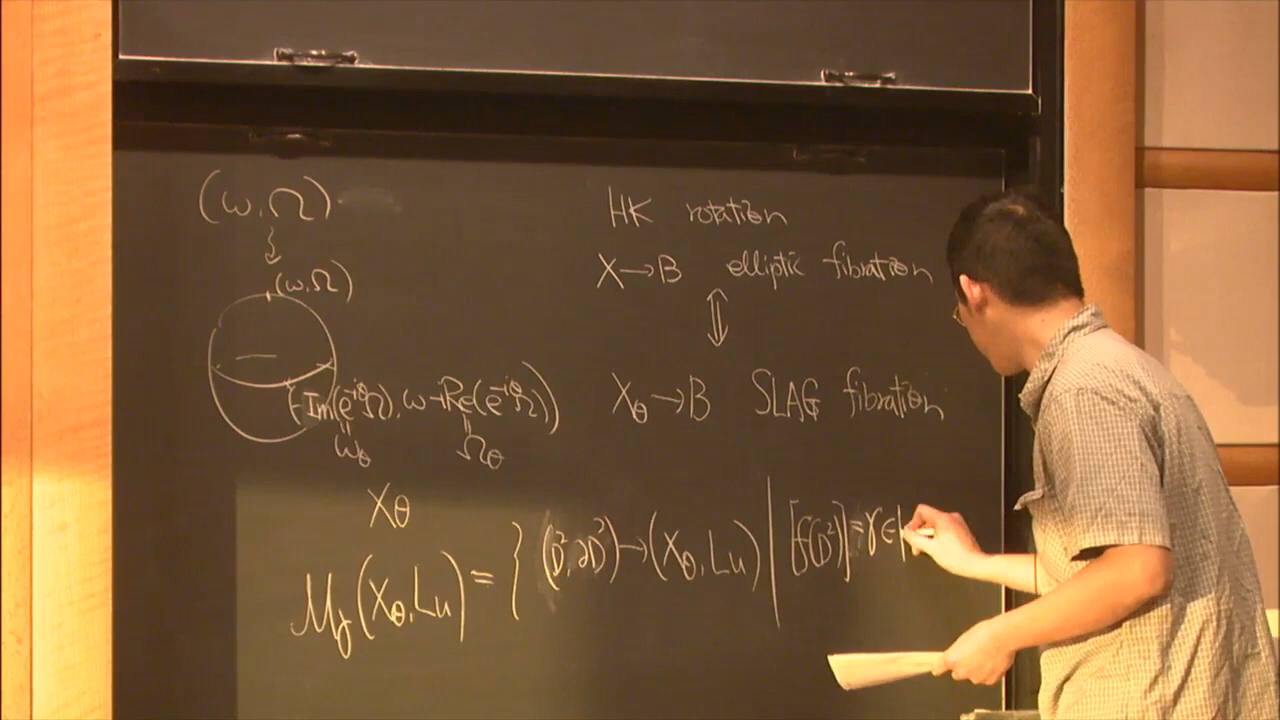 (ω, Ω)
(ω, Ω)
(-Im(e^{-iθ}Ω), ω-iRe(e^{-iθ}Ω))
ω_θ Ω_θ
X_θ
HK rotation
X → B elliptic fibration
X_θ → B SLAG fibration
M_γ(X_θ, L_u) = { (D², ∂D²) → (X_θ, L_u) | [f(D²)] = γ ∈